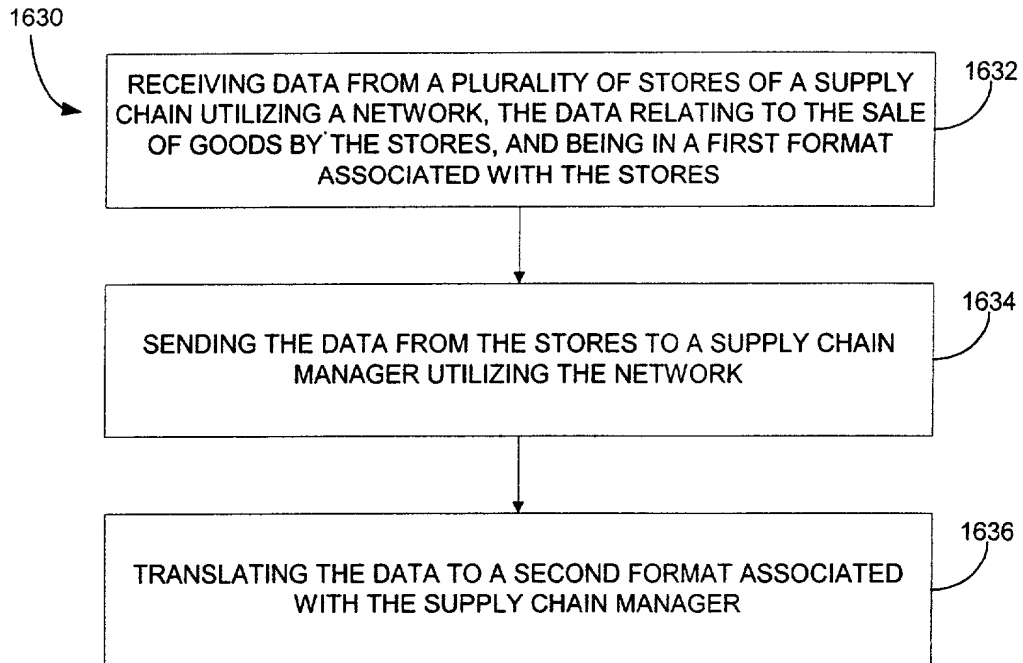 1630
RECEIVING DATA FROM A PLURALITY OF STORES OF A SUPPLY
CHAIN UTILIZING A NETWORK, THE DATA RELATING TO THE SALE
OF GOODS BY THE STORES, AND BEING IN A FIRST FORMAT
ASSOCIATED WITH THE STORES
1632
SENDING THE DATA FROM THE STORES TO A SUPPLY CHAIN
MANAGER UTILIZING THE NETWORK
1634
TRANSLATING THE DATA TO A SECOND FORMAT ASSOCIATED
WITH THE SUPPLY CHAIN MANAGER
1636